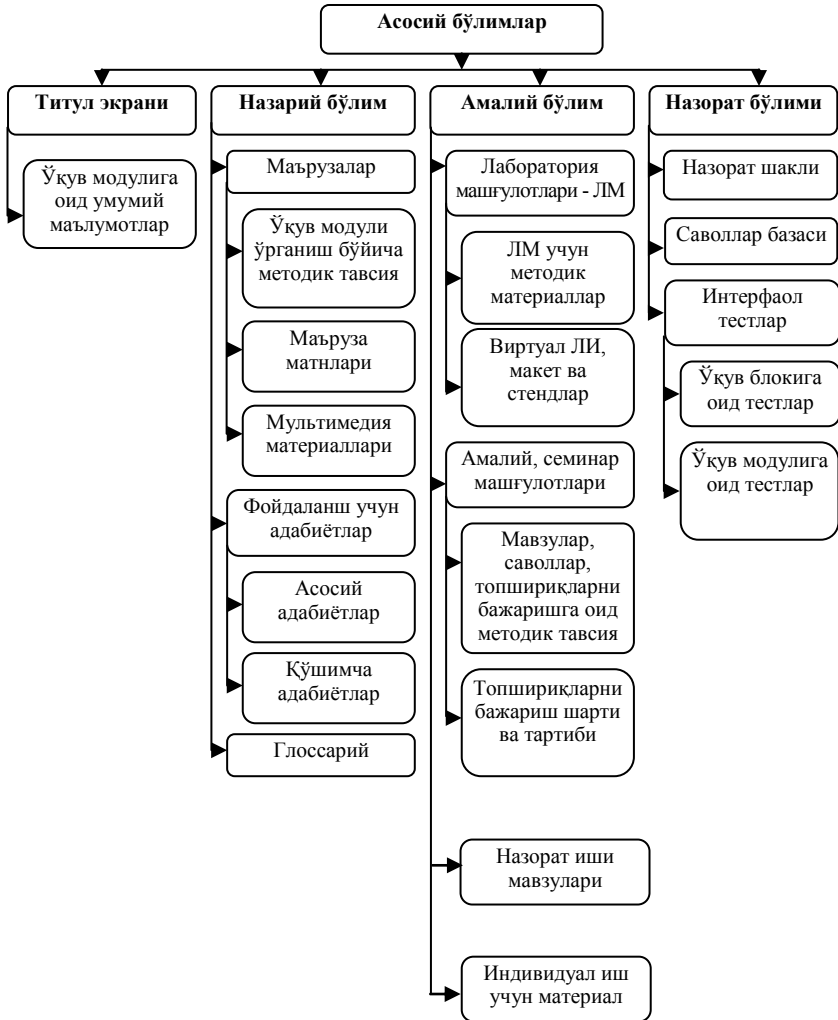 Асосий бўлимлар
Титул экрани
Ўқув модулига
оид умумий
маълумотлар
Назарий бўлим
Маърузалар
Ўқув модули
ўрганиш бўйича
методик тавсия
Маъруза
матнлари
Мультимедия
материаллари
Фойдаланш учун
адабиётлар
Асосий
адабиётлар
Қўшимча
адабиётлар
Глоссарий
Амалий бўлим
Лаборатория
машғулотлари - ЛМ
ЛМ учун
методик
материаллар
Виртуал ЛИ,
макет ва
стендлар
Амалий, семинар
машғулотлари
Мавзулар,
саволлар,
топшириқларни
бажаришга оид
методик тавсия
Топшириқларни
бажариш шарти
ва тартиби
Назорат иши
мавзулари
Индивидуал иш
учун материал
Назорат бўлими
Назорат шакли
Саволлар базаси
Интерфаол
тестлар
Ўқув блокига
оид тестлар
Ўқув модулига
оид тестлар